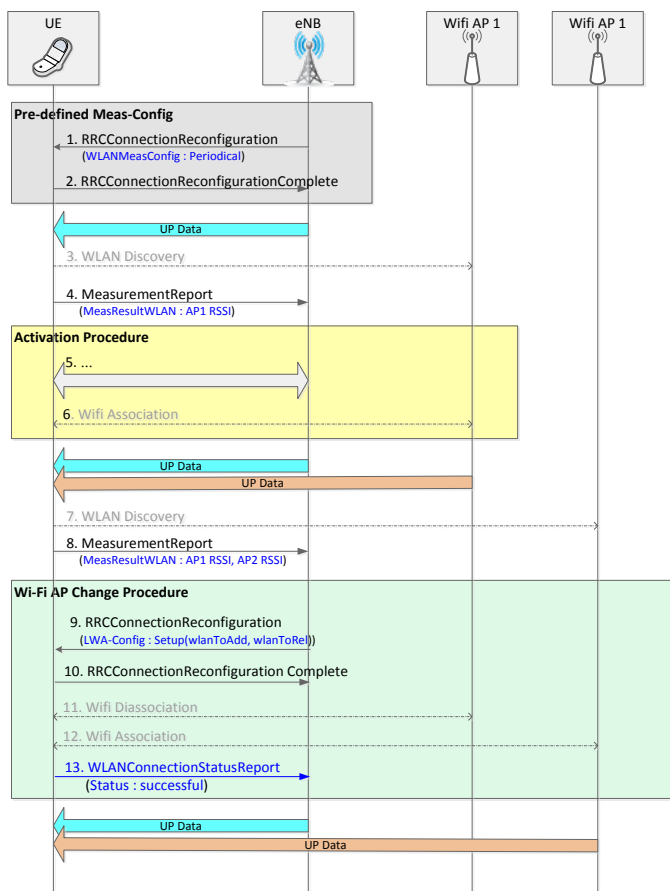 UE
eNB
Wifi AP 1
Wifi AP 1
Pre-defined Meas-Config
1. RRCConnectionReconfiguration
(WLANMeasConfig : Periodical)
2. RRCConnectionReconfigurationComplete
UP Data
3. WLAN Discovery
4. MeasurementReport
(MeasResultWLAN : AP1 RSSI)
Activation Procedure
5. ...
6. Wifi Association
UP Data
UP Data
7. WLAN Discovery
8. MeasurementReport
(MeasResultWLAN : AP1 RSSI, AP2 RSSI)
Wi-Fi AP Change Procedure
9. RRCConnectionReconfiguration
(LWA-Config : Setup(wlanToAdd, wlanToRel))
10. RRCConnectionReconfiguration Complete
11. Wifi Diassociation
12. Wifi Association
13. WLANConnectionStatusReport
(Status : successful)
UP Data
UP Data